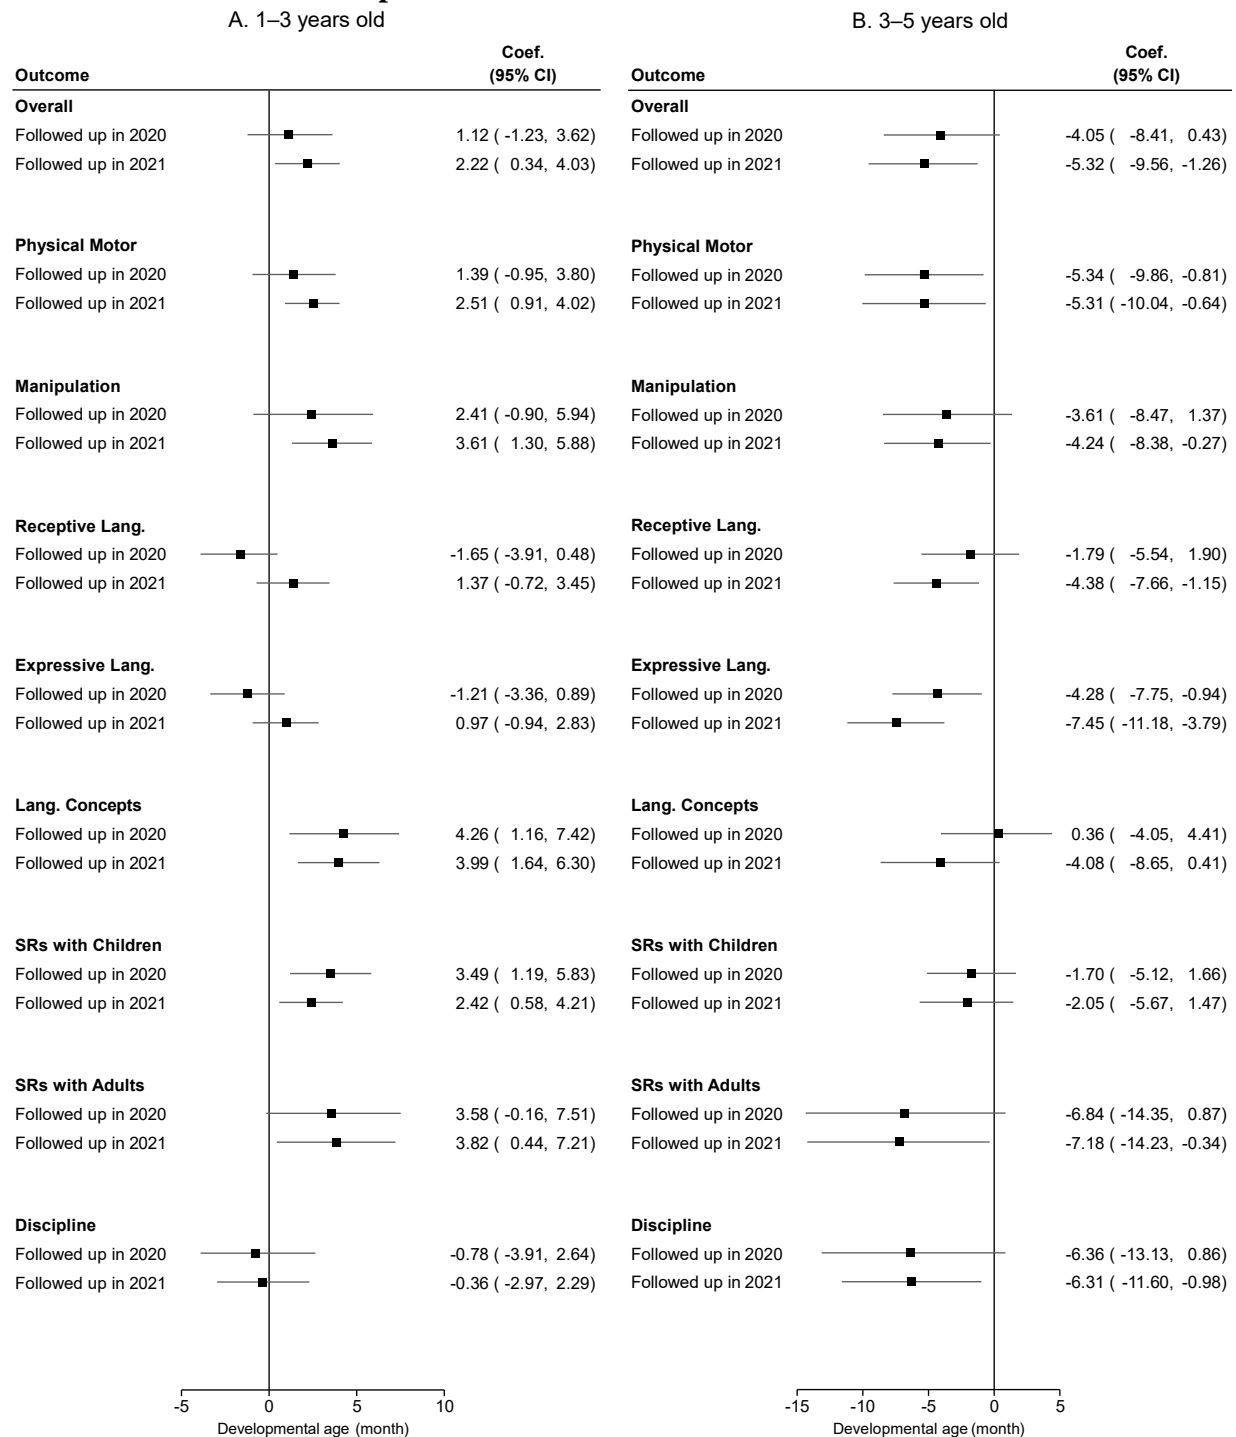 A. 1–3 years old
Outcome Coef. (95% CI)
Overall
Followed up in 2020 1.12 ( -1.23, 3.62)
Followed up in 2021 2.22 ( 0.34, 4.03)
Physical Motor
Followed up in 2020 1.39 ( -0.95, 3.80)
Followed up in 2021 2.51 ( 0.91, 4.02)
Manipulation
Followed up in 2020 2.41 ( -0.90, 5.94)
Followed up in 2021 3.61 ( 1.30, 5.88)
Receptive Lang.
Followed up in 2020 -1.65 ( -3.91, 0.48)
Followed up in 2021 1.37 ( -0.72, 3.45)
Expressive Lang.
Followed up in 2020 -1.21 ( -3.36, 0.89)
Followed up in 2021 0.97 ( -0.94, 2.83)
Lang. Concepts
Followed up in 2020 4.26 ( 1.16, 7.42)
Followed up in 2021 3.99 ( 1.64, 6.30)
SRs with Children
Followed up in 2020 3.49 ( 1.19, 5.83)
Followed up in 2021 2.42 ( 0.58, 4.21)
SRs with Adults
Followed up in 2020 3.58 ( -0.16, 7.51)
Followed up in 2021 3.82 ( 0.44, 7.21)
Discipline
Followed up in 2020 -0.78 ( -3.91, 2.64)
Followed up in 2021 -0.36 ( -2.97, 2.29)
-5 0 5 10
Developmental age (month)
B. 3–5 years old
Outcome Coef. (95% CI)
Overall
Followed up in 2020 -4.05 ( -8.41, 0.43)
Followed up in 2021 -5.32 ( -9.56, -1.26)
Physical Motor
Followed up in 2020 -5.34 ( -9.86, -0.81)
Followed up in 2021 -5.31 ( -10.04, -0.64)
Manipulation
Followed up in 2020 -3.61 ( -8.47, 1.37)
Followed up in 2021 -4.24 ( -8.38, -0.27)
Receptive Lang.
Followed up in 2020 -1.79 ( -5.54, 1.90)
Followed up in 2021 -4.38 ( -7.66, -1.15)
Expressive Lang.
Followed up in 2020 -4.28 ( -7.75, -0.94)
Followed up in 2021 -7.45 ( -11.18, -3.79)
Lang. Concepts
Followed up in 2020 0.36 ( -4.05, 4.41)
Followed up in 2021 -4.08 ( -8.65, 0.41)
SRs with Children
Followed up in 2020 -1.70 ( -5.12, 1.66)
Followed up in 2021 -2.05 ( -5.67, 1.47)
SRs with Adults
Followed up in 2020 -6.84 ( -14.35, 0.87)
Followed up in 2021 -7.18 ( -14.23, -0.34)
Discipline
Followed up in 2020 -6.36 ( -13.13, 0.86)
Followed up in 2021 -6.31 ( -11.60, -0.98)
-15 -10 -5 0 5
Developmental age (month)